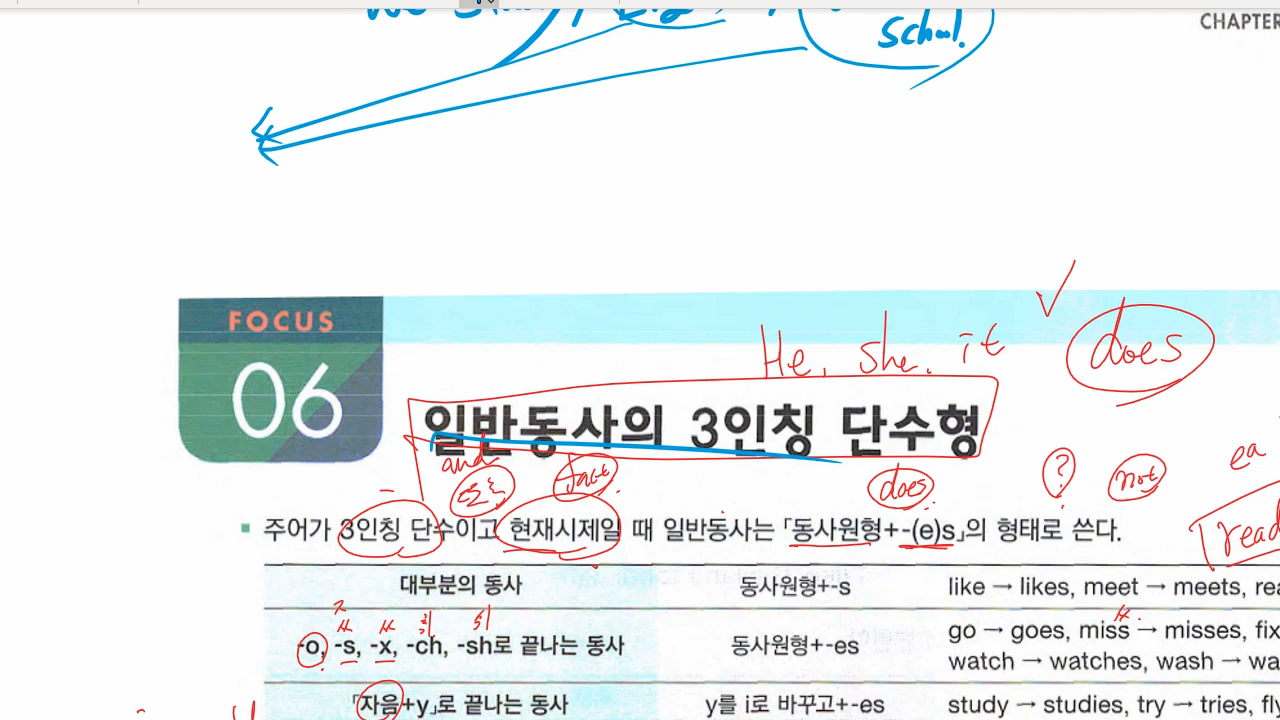 school.
CHAPTER
FOCUS
06
He, she. it
does
일반동사의 3인칭 단수형
and
fact
does
?
not
ea
read
주어가 3인칭 단수이고 현재시제일 때 일반동사는 「동사원형+-(e)s」의 형태로 쓴다.
대부분의 동사 동사원형+-s like → likes, meet → meets, rea
-o, -s, -x, -ch, -sh로 끝나는 동사 동사원형+-es go → goes, miss → misses, fix
watch → watches, wash → wa
「자음+y」로 끝나는 동사 y를 i로 바꾸고+-es study → studies, try → tries, fly